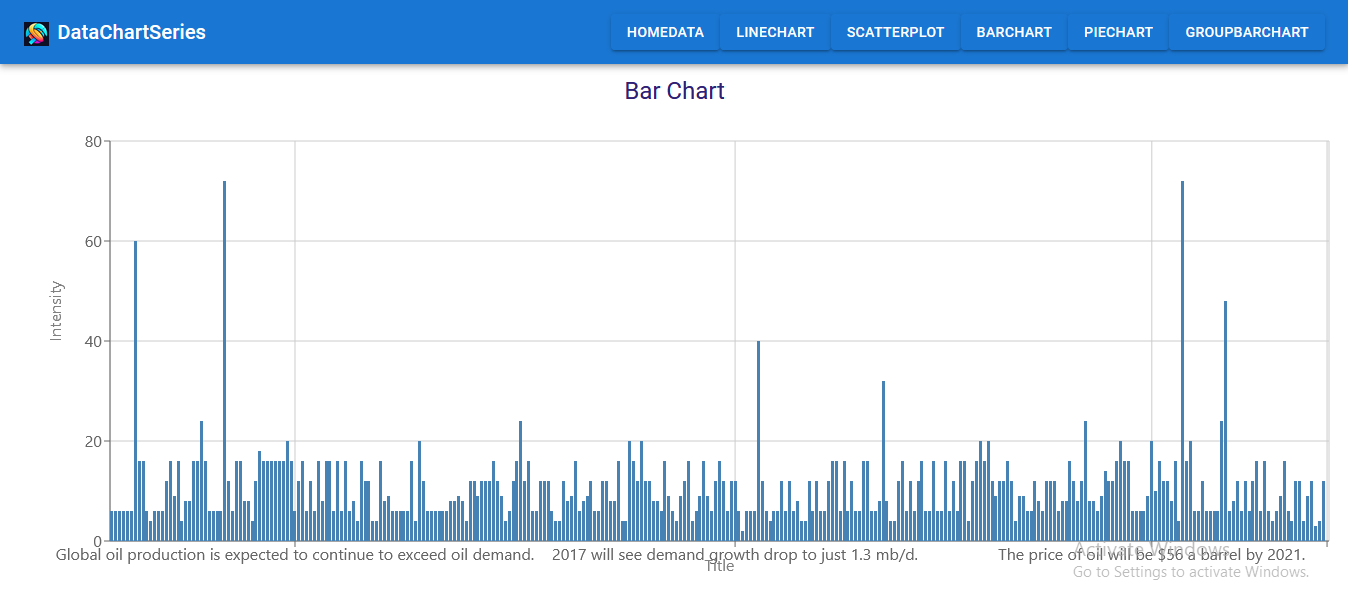 DataChartSeries
HOMEDATA LINECHART SCATTERPLOT BARCHART PIECHART GROUPBARCHART
Bar Chart
80
60
Intensity
40
20
0
Global oil production is expected to continue to exceed oil demand. 2017 will see demand growth drop to just 1.3 mb/d. The price of oil will be $56 a barrel by 2021.
Title
Activate Windows
Go to Settings to activate Windows.